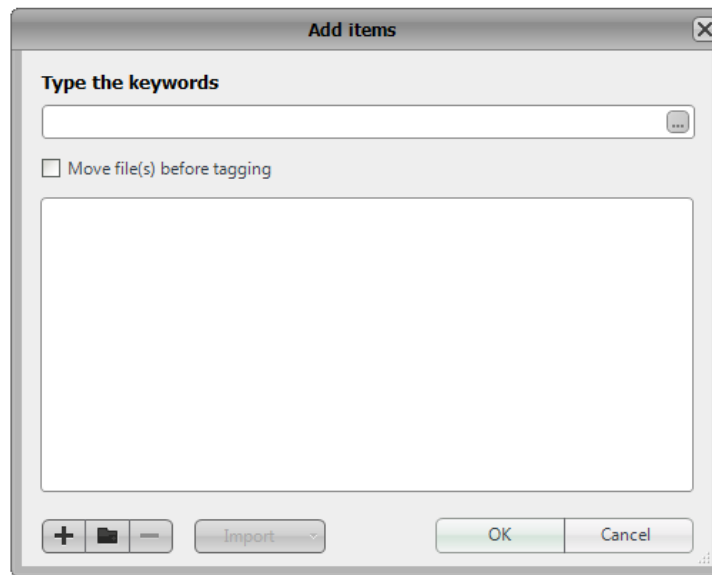 Add items
Type the keywords
...
Move file(s) before tagging
Import
OK
Cancel